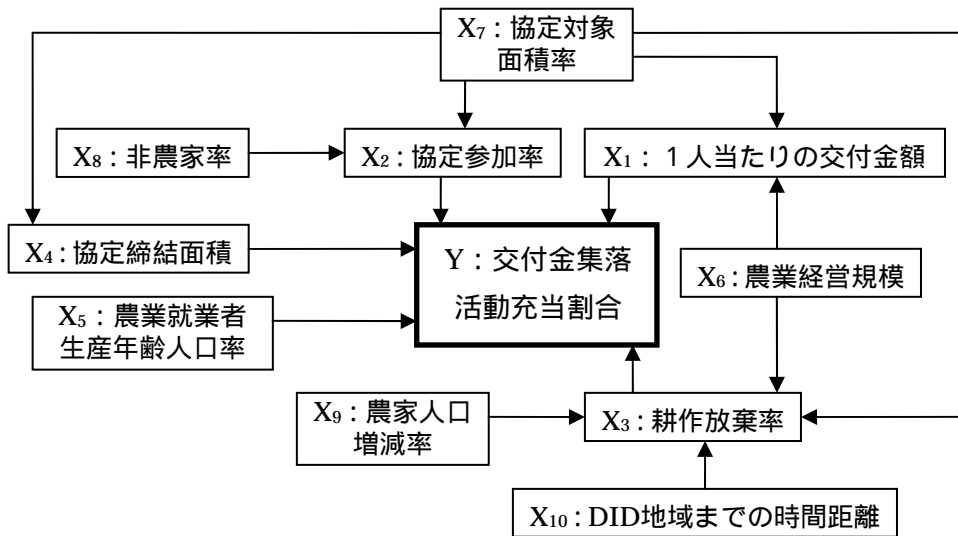 X7：協定対象
面積率
X8：非農家率
X2：協定参加率
X1：１人当たりの交付金額
X4：協定締結面積
Y：交付金集落
活動充当割合
X6：農業経営規模
X5：農業就業者
生産年齢人口率
X9：農家人口
増減率
X3：耕作放棄率
X10：DID地域までの時間距離